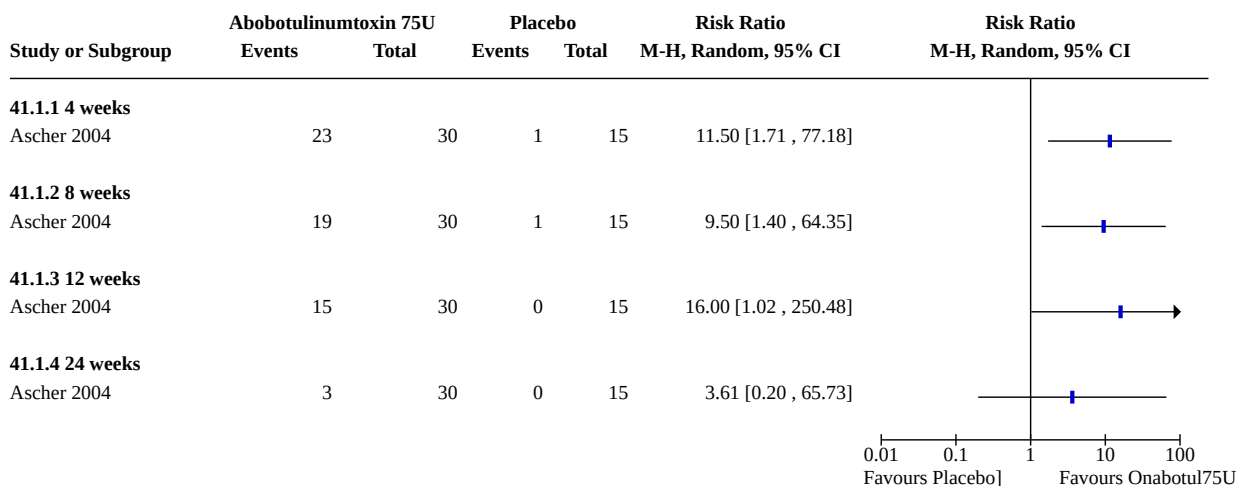 Abobotulinumtoxin 75U Placebo Risk Ratio Risk Ratio
Study or Subgroup Events Total Events Total M-H, Random, 95% CI M-H, Random, 95% CI
41.1.1 4 weeks
Ascher 2004 23 30 1 15 11.50 [1.71 , 77.18]
41.1.2 8 weeks
Ascher 2004 19 30 1 15 9.50 [1.40 , 64.35]
41.1.3 12 weeks
Ascher 2004 15 30 0 15 16.00 [1.02 , 250.48]
41.1.4 24 weeks
Ascher 2004 3 30 0 15 3.61 [0.20 , 65.73]
0.01 0.1 1 10 100
Favours Placebo] Favours Onabotul75U